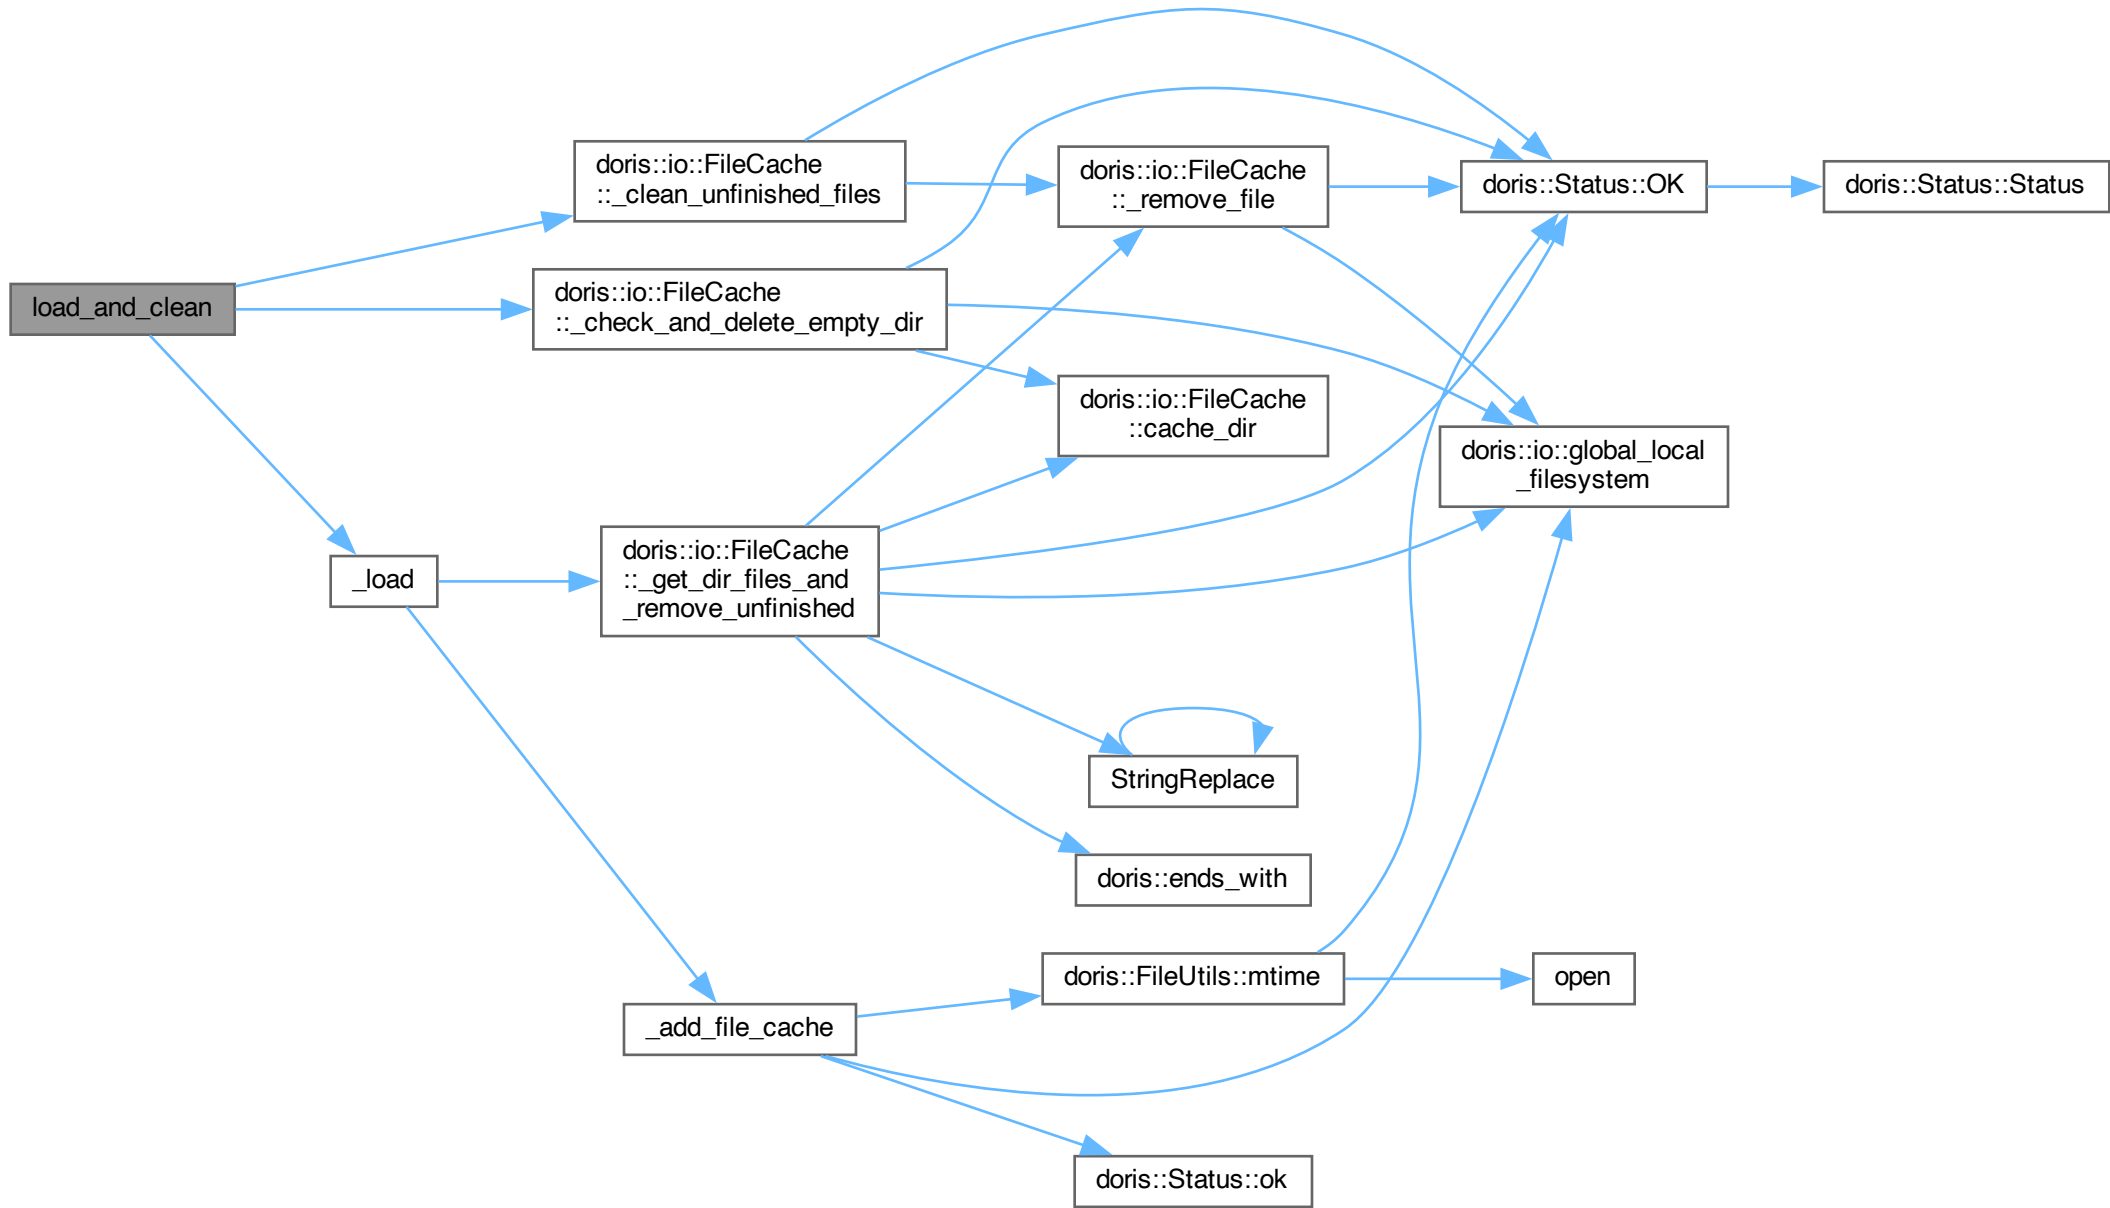 load_and_clean
doris::io::FileCache
::_clean_unfinished_files
doris::io::FileCache
::_check_and_delete_empty_dir
_load
doris::io::FileCache
::_get_dir_files_and
_remove_unfinished
_add_file_cache
doris::io::FileCache
::_remove_file
doris::io::FileCache
::cache_dir
StringReplace
doris::ends_with
doris::FileUtils::mtime
doris::Status::ok
doris::Status::OK
doris::io::global_local
_filesystem
open
doris::Status::Status